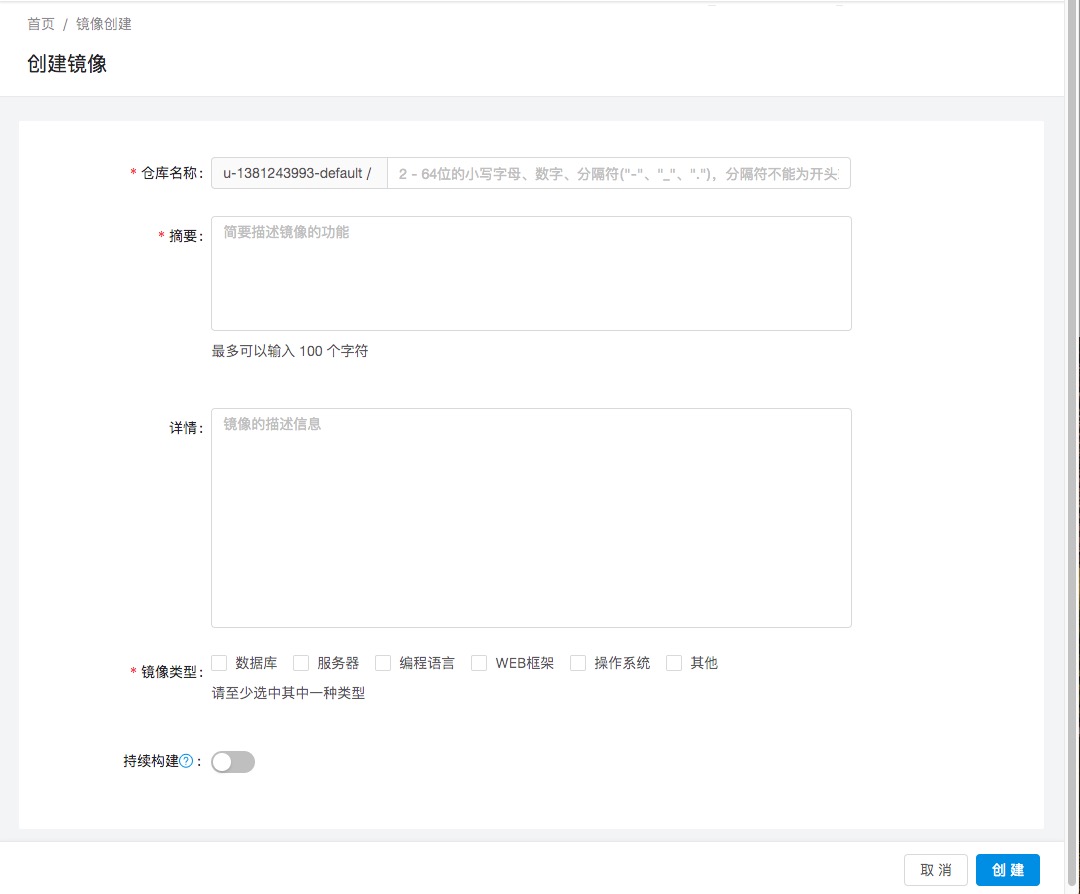 首页 / 镜像创建
创建镜像
* 仓库名称: u-1381243993-default / 2 - 64位的小写字母、数字、分隔符("-"、"_"、"."), 分隔符不能为开头
* 摘要: 简要描述镜像的功能
最多可以输入 100 个字符
详情: 镜像的描述信息
* 镜像类型: 数据库 服务器 编程语言 WEB框架 操作系统 其他
请至少选中其中一种类型
持续构建?:
取 消 创 建